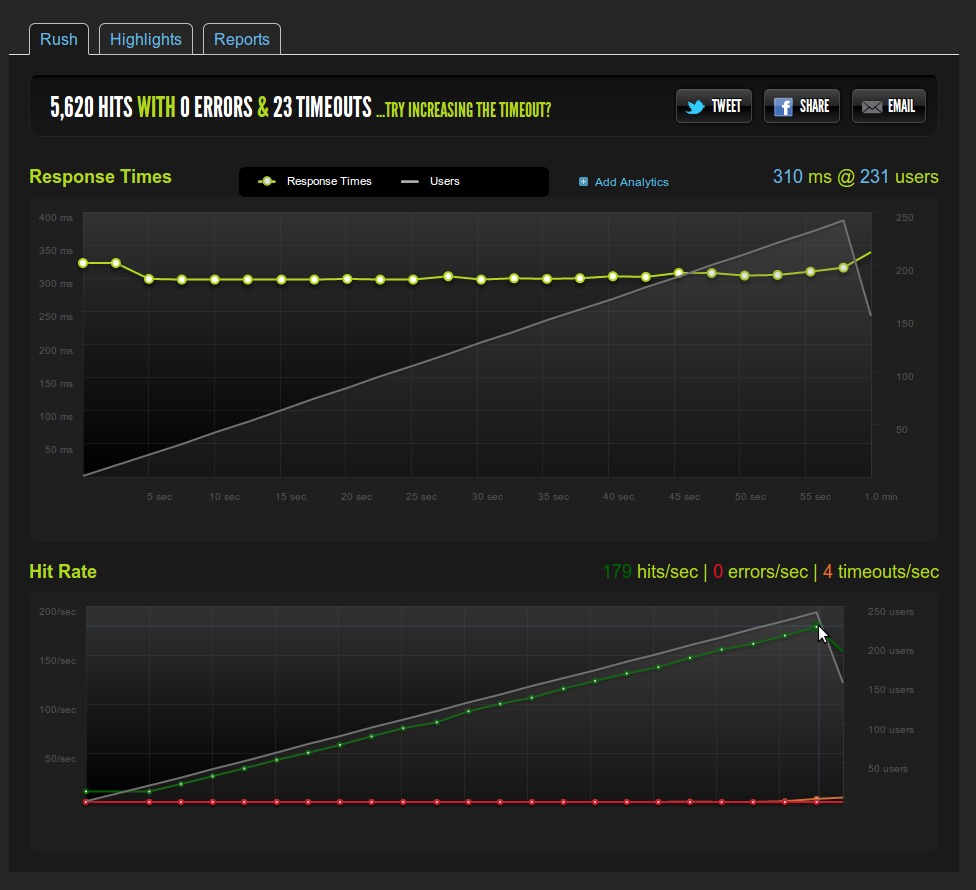 Rush Highlights Reports
5,620 HITS WITH 0 ERRORS & 23 TIMEOUTS ...TRY INCREASING THE TIMEOUT? TWEET SHARE EMAIL
Response Times Response Times Users Add Analytics 310 ms @ 231 users
400 ms 250
350 ms
300 ms 200
250 ms
200 ms 150
150 ms
100 ms 100
50 ms 50
5 sec 10 sec 15 sec 20 sec 25 sec 30 sec 35 sec 40 sec 45 sec 50 sec 55 sec 1.0 min
Hit Rate 179 hits/sec | 0 errors/sec | 4 timeouts/sec
200/sec 250 users
150/sec 200 users
100/sec 150 users
50/sec 100 users
50 users